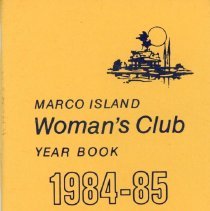 MARCO ISLAND
Woman's Club
YEAR BOOK
1984-85